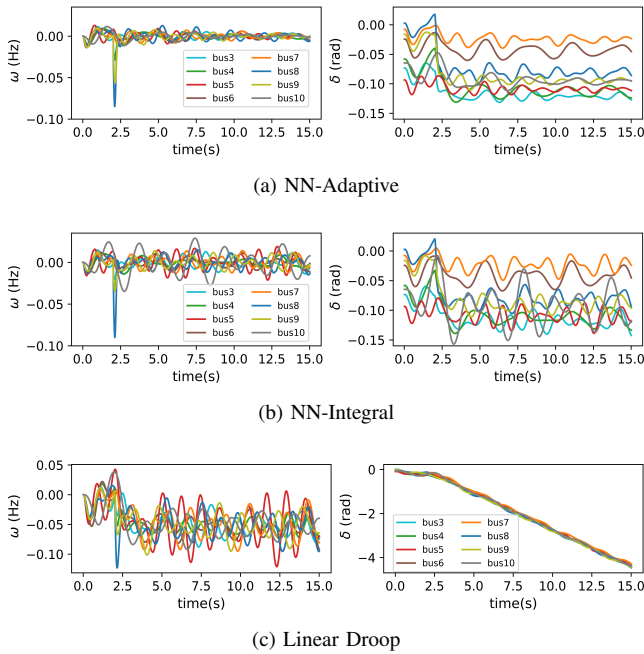 0.00
−0.05
−0.10
ω (Hz)
bus3 bus7
bus4 bus8
bus5 bus9
bus6 bus10
0.0 2.5 5.0 7.5 10.0 12.5 15.0
time(s)
0.00
−0.05
−0.10
−0.15
δ (rad)
0.0 2.5 5.0 7.5 10.0 12.5 15.0
time(s)
(a) NN-Adaptive
0.00
−0.05
−0.10
ω (Hz)
bus3 bus7
bus4 bus8
bus5 bus9
bus6 bus10
0.0 2.5 5.0 7.5 10.0 12.5 15.0
time(s)
0.00
−0.05
−0.10
−0.15
δ (rad)
0.0 2.5 5.0 7.5 10.0 12.5 15.0
time(s)
(b) NN-Integral
0.05
0.00
−0.05
−0.10
ω (Hz)
0.0 2.5 5.0 7.5 10.0 12.5 15.0
time(s)
0
−2
−4
δ (rad)
bus3 bus7
bus4 bus8
bus5 bus9
bus6 bus10
0.0 2.5 5.0 7.5 10.0 12.5 15.0
time(s)
(c) Linear Droop